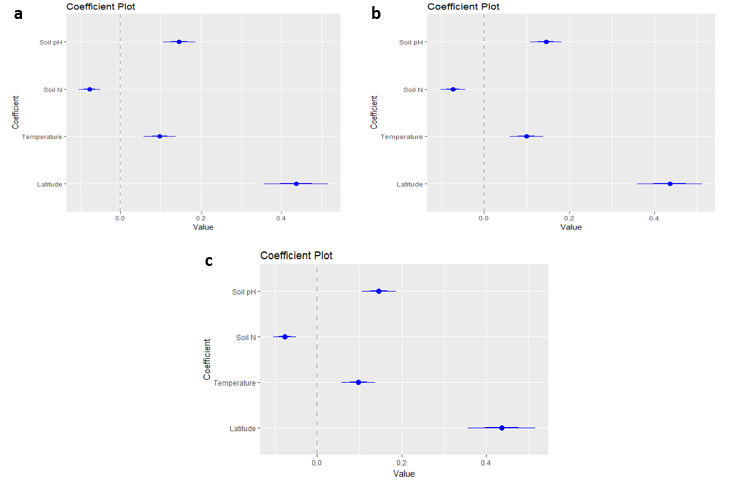 a
Coefficient Plot
Coefficient
Soil pH
Soil N
Temperature
Latitude
0.0 0.2 0.4
Value
b
Coefficient Plot
Coefficient
Soil pH
Soil N
Temperature
Latitude
0.0 0.2 0.4
Value
c
Coefficient Plot
Coefficient
Soil pH
Soil N
Temperature
Latitude
0.0 0.2 0.4
Value